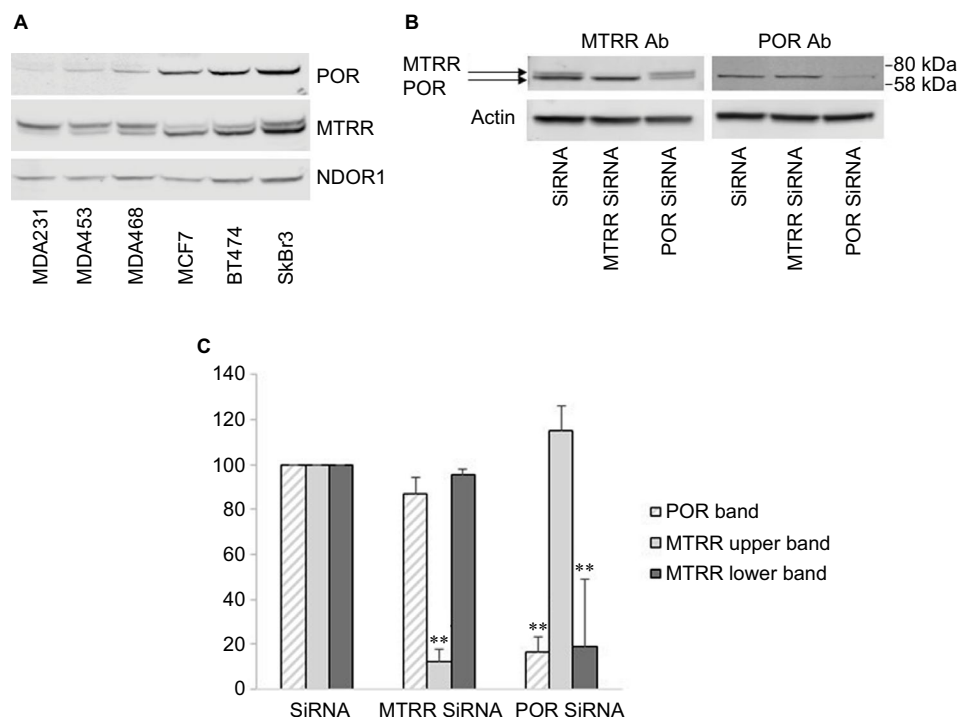 A
POR
MTRR
NDOR1
MDA231
MDA453
MDA468
MCF7
BT474
SkBr3
B
MTRR Ab
POR Ab
MTRR
POR
80 kDa
58 kDa
Actin
SiRNA
MTRR SiRNA
POR SiRNA
SiRNA
MTRR SiRNA
POR SiRNA
C
140
120
100
80
60
40
20
0
**
**
**
SiRNA
MTRR SiRNA
POR SiRNA
POR band
MTRR upper band
MTRR lower band